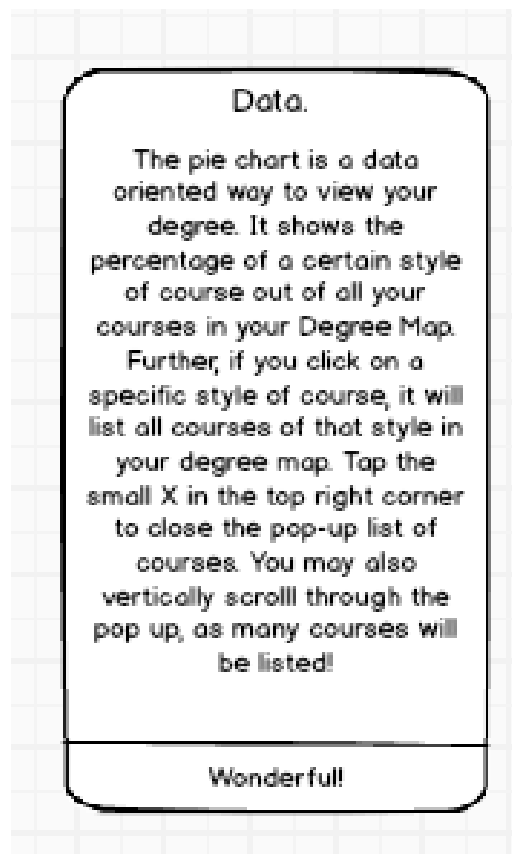 Data.
The pie chart is a data
oriented way to view your
degree. It shows the
percentage of a certain style
of course out of all your
courses in your Degree Map.
Further, if you click on a
specific style of course, it will
list all courses of that style in
your degree map. Tap the
small X in the top right corner
to close the pop-up list of
courses. You may also
vertically scrolll through the
pop up, as many courses will
be listed!
Wonderful!